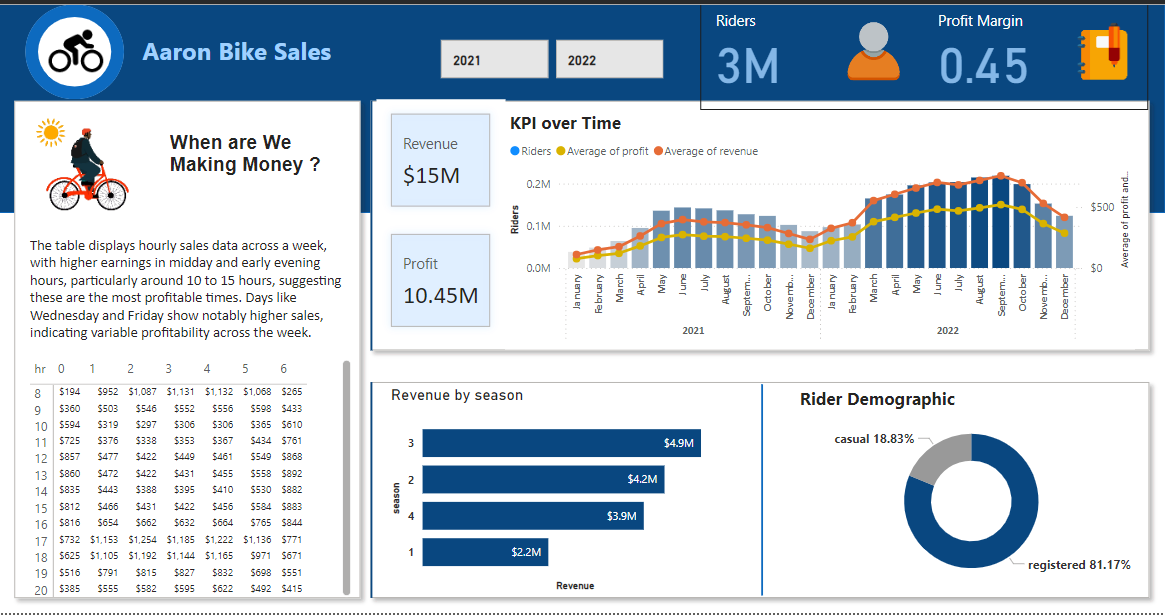 Aaron Bike Sales
2021
2022
Riders
3M
Profit Margin
0.45
When are We
Making Money ?
The table displays hourly sales data across a week,
with higher earnings in midday and early evening
hours, particularly around 10 to 15 hours, suggesting
these are the most profitable times. Days like
Wednesday and Friday show notably higher sales,
indicating variable profitability across the week.
hr 0 1 2 3 4 5 6
8 $194 $952 $1,087 $1,131 $1,132 $1,068 $265
9 $360 $503 $546 $552 $556 $598 $433
10 $594 $319 $297 $306 $306 $365 $610
11 $725 $376 $338 $353 $367 $434 $761
12 $857 $477 $422 $449 $461 $549 $868
13 $860 $472 $422 $431 $455 $558 $892
14 $835 $443 $388 $395 $410 $530 $882
15 $812 $466 $431 $422 $456 $584 $883
16 $816 $654 $662 $632 $664 $765 $844
17 $732 $1,153 $1,254 $1,185 $1,222 $1,136 $771
18 $625 $1,105 $1,192 $1,144 $1,165 $971 $671
19 $516 $791 $815 $827 $832 $698 $551
20 $385 $555 $582 $595 $622 $492 $415
Revenue
$15M
Profit
10.45M
KPI over Time
Riders Average of profit Average of revenue
Riders
0.2M
0.1M
0.0M
$500
$0
Average of profit and...
January February March April May June July August Septem... October Novemb... December January February March April May June July August Septem... October Novemb... December
2021 2022
Revenue by season
season
3 $4.9M
2 $4.2M
4 $3.9M
1 $2.2M
Revenue
Rider Demographic
casual 18.83%
registered 81.17%